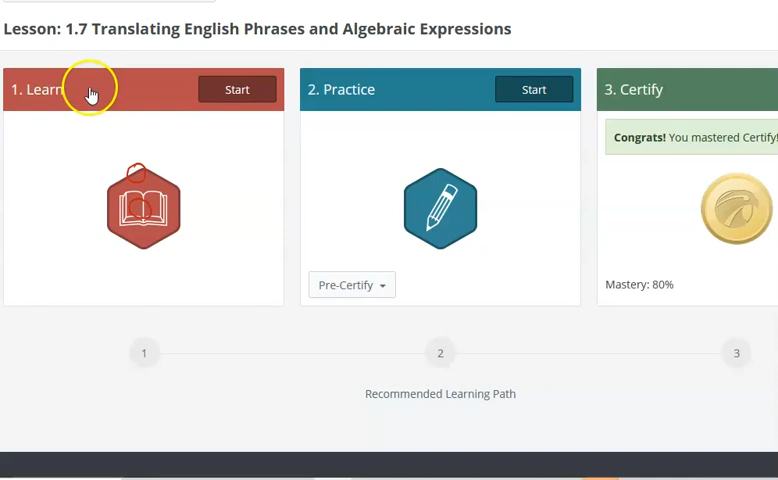 Lesson: 1.7 Translating English Phrases and Algebraic Expressions
1. Learn
Start
2. Practice
Start
3. Certify
Congrats! You mastered Certify!
Pre-Certify
Mastery: 80%
1
2
3
Recommended Learning Path